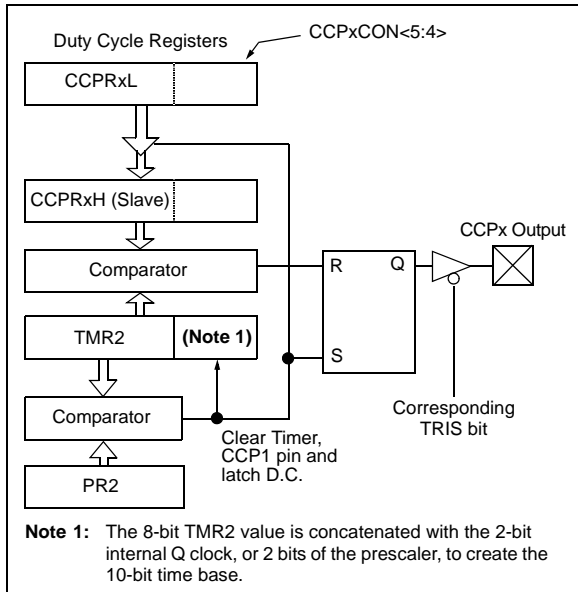 Duty Cycle Registers
CCPxCON<5:4>
CCPRxL
CCPRxH (Slave)
Comparator
TMR2
(Note 1)
Comparator
PR2
R
Q
S
CCPx Output
Corresponding
TRIS bit
Clear Timer,
CCP1 pin and
latch D.C.
Note 1: The 8-bit TMR2 value is concatenated with the 2-bit
internal Q clock, or 2 bits of the prescaler, to create the
10-bit time base.